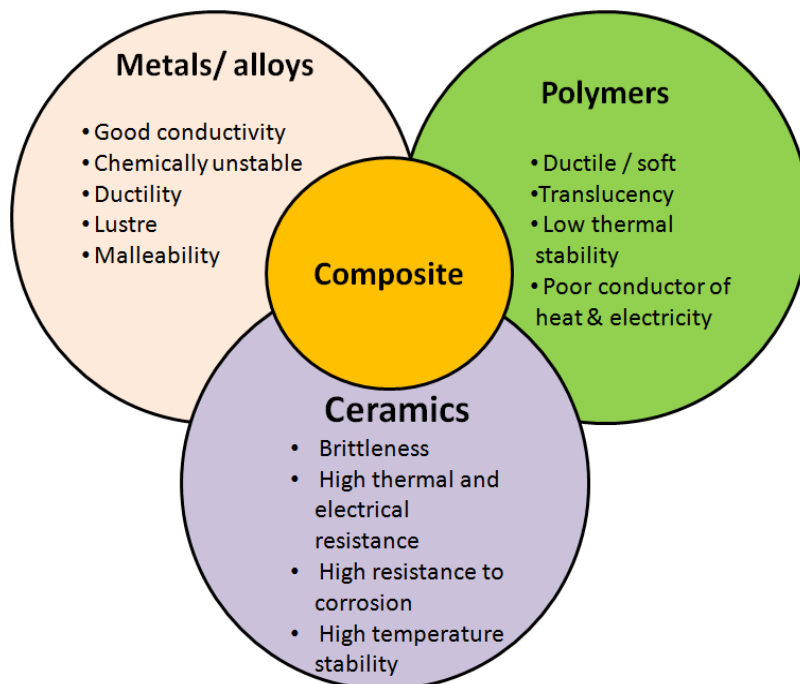 Metals/ alloys
• Good conductivity
• Chemically unstable
• Ductility
• Lustre
• Malleability
Polymers
• Ductile / soft
•Translucency
• Low thermal
stability
• Poor conductor of
heat & electricity
Composite
Ceramics
• Brittleness
• High thermal and
electrical
resistance
• High resistance to
corrosion
• High temperature
stability